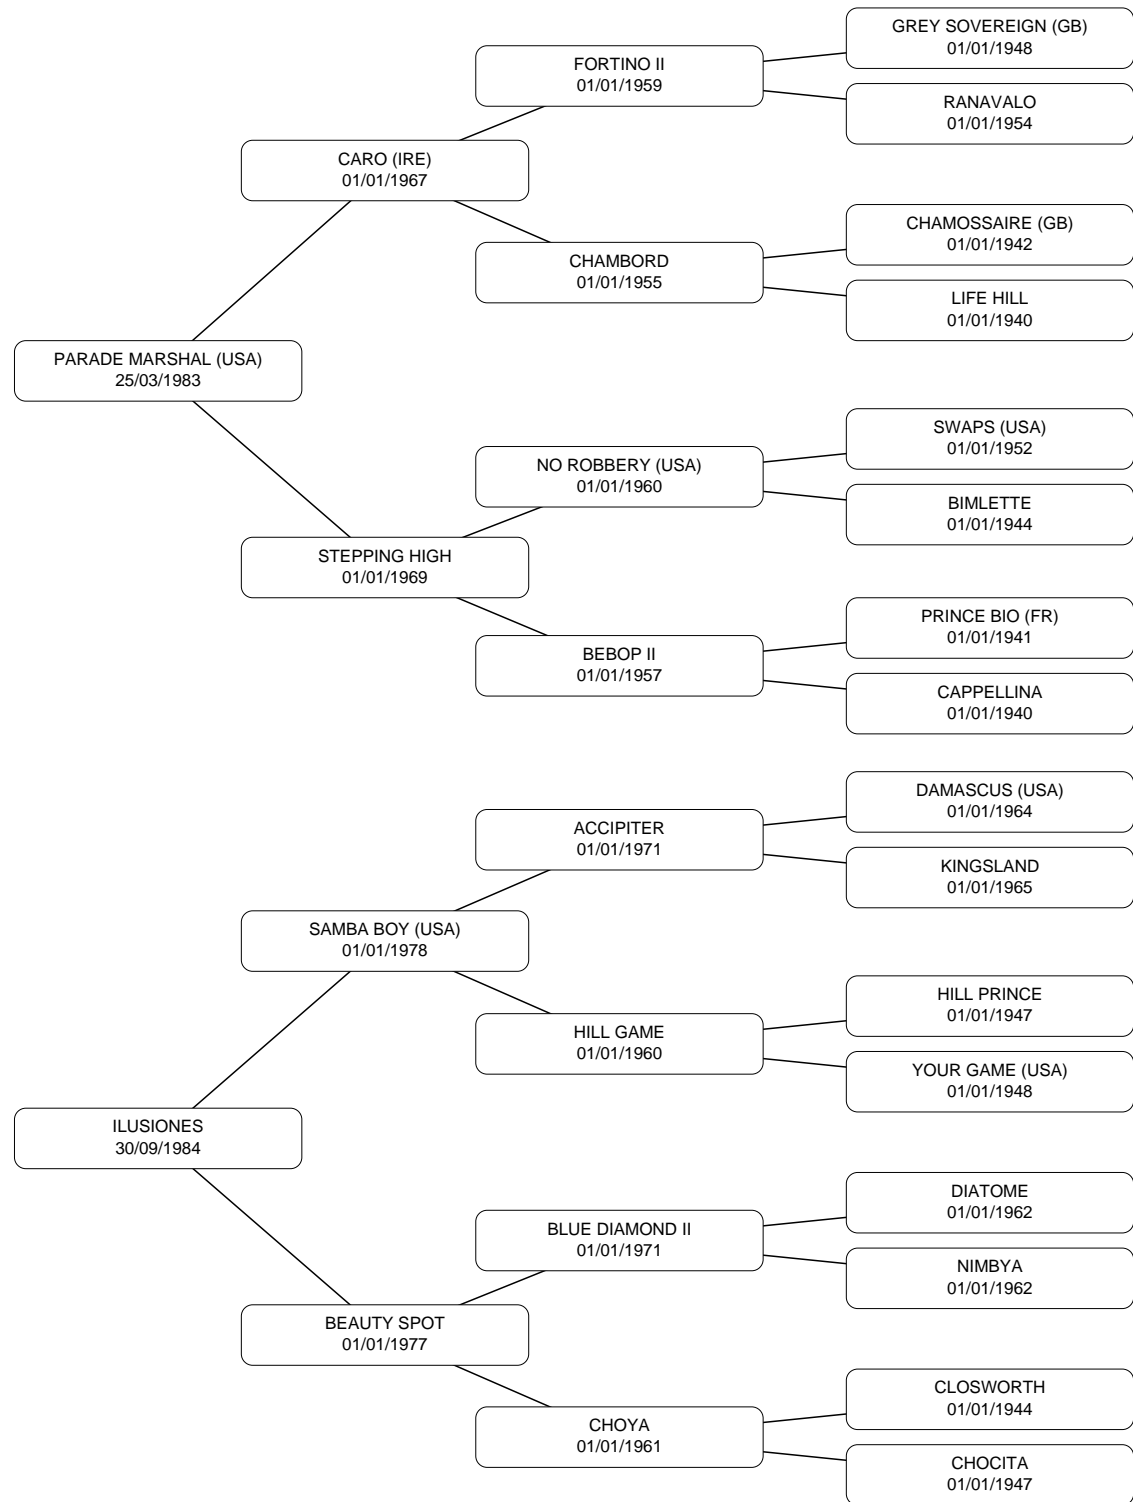 GREY SOVEREIGN (GB)
01/01/1948
FORTINO II
01/01/1959
RANAVALO
01/01/1954
CARO (IRE)
01/01/1967
CHAMOSSAIRE (GB)
01/01/1942
CHAMBORD
01/01/1955
LIFE HILL
01/01/1940
PARADE MARSHAL (USA)
25/03/1983
SWAPS (USA)
01/01/1952
NO ROBBERY (USA)
01/01/1960
BIMLETTE
01/01/1944
STEPPING HIGH
01/01/1969
PRINCE BIO (FR)
01/01/1941
BEBOP II
01/01/1957
CAPPELLINA
01/01/1940
DAMASCUS (USA)
01/01/1964
ACCIPITER
01/01/1971
KINGSLAND
01/01/1965
SAMBA BOY (USA)
01/01/1978
HILL PRINCE
01/01/1947
HILL GAME
01/01/1960
YOUR GAME (USA)
01/01/1948
ILUSIONES
30/09/1984
DIATOME
01/01/1962
BLUE DIAMOND II
01/01/1971
NIMBYA
01/01/1962
BEAUTY SPOT
01/01/1977
CLOSWORTH
01/01/1944
CHOYA
01/01/1961
CHOCITA
01/01/1947